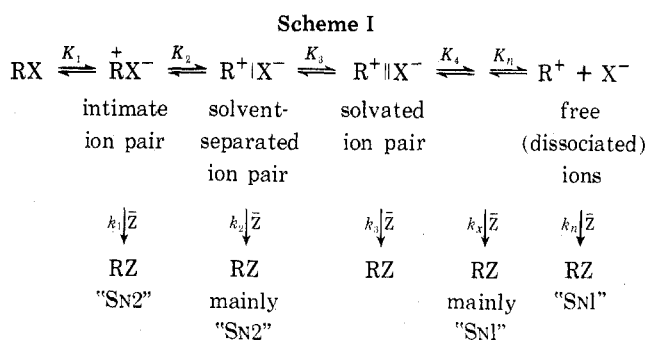 Scheme I
K₁ K₂ K₃ K₄ Kₙ
RX ⇌ R⁺X⁻ ⇌ R⁺|X⁻ ⇌ R⁺||X⁻ ⇌ ⇌ R⁺ + X⁻
intimate solvent- solvated free
ion pair separated ion pair (dissociated)
ion pair ions
k₁↓Z̄ k₂↓Z̄ k₃↓Z̄ kₓ↓Z̄ kₙ↓Z̄
RZ RZ RZ RZ RZ
"SN2" mainly mainly "SN1"
"SN2" "SN1"